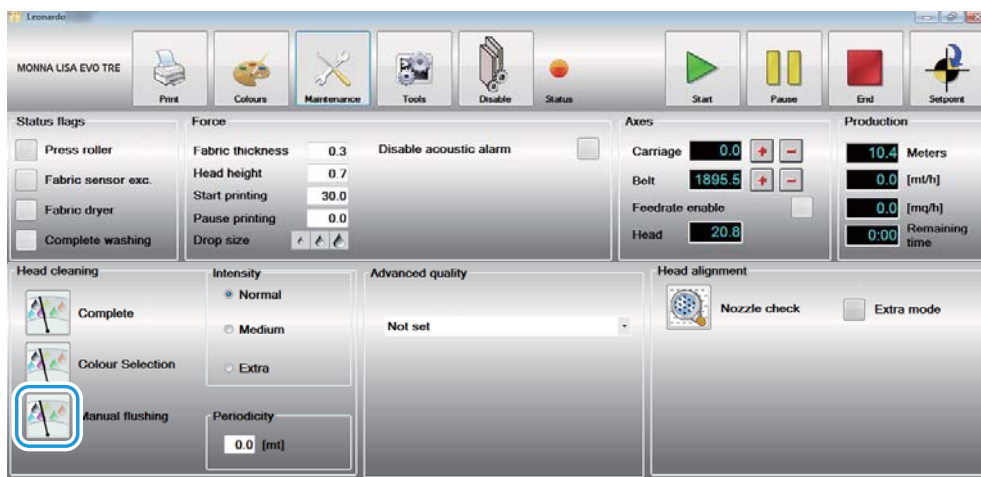 Leonardo
MONNA LISA EVO TRE
Print
Colours
Maintenance
Tools
Disable
Status
Start
Pause
End
Setpoint
Status flags
Press roller
Fabric sensor exc.
Fabric dryer
Complete washing
Force
Fabric thickness 0.3
Head height 0.7
Start printing 30.0
Pause printing 0.0
Drop size
Disable acoustic alarm
Axes
Carriage 0.0 + -
Belt 1895.5 + -
Feedrate enable
Head 20.8
Production
10.4 Meters
0.0 [mt/h]
0.0 [mq/h]
0:00 Remaining
time
Head cleaning
Complete
Colour Selection
Manual flushing
Intensity
Normal
Medium
Extra
Periodicity
0.0 [mt]
Advanced quality
Not set
Head alignment
Nozzle check
Extra mode